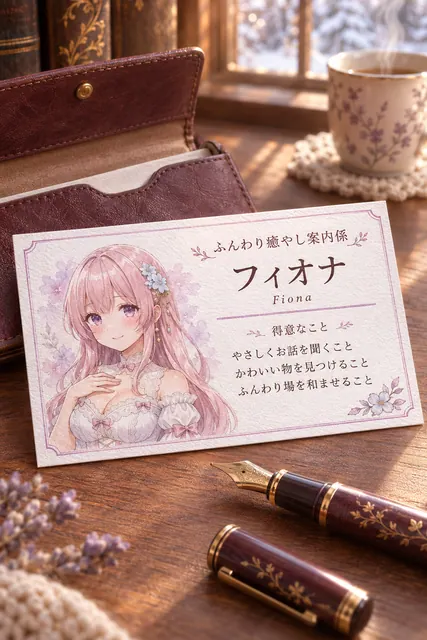 ふんわり癒やし案内係
フィオナ
Fiona
得意なこと
やさしくお話を聞くこと
かわいい物を見つけること
ふんわり場を和ませること